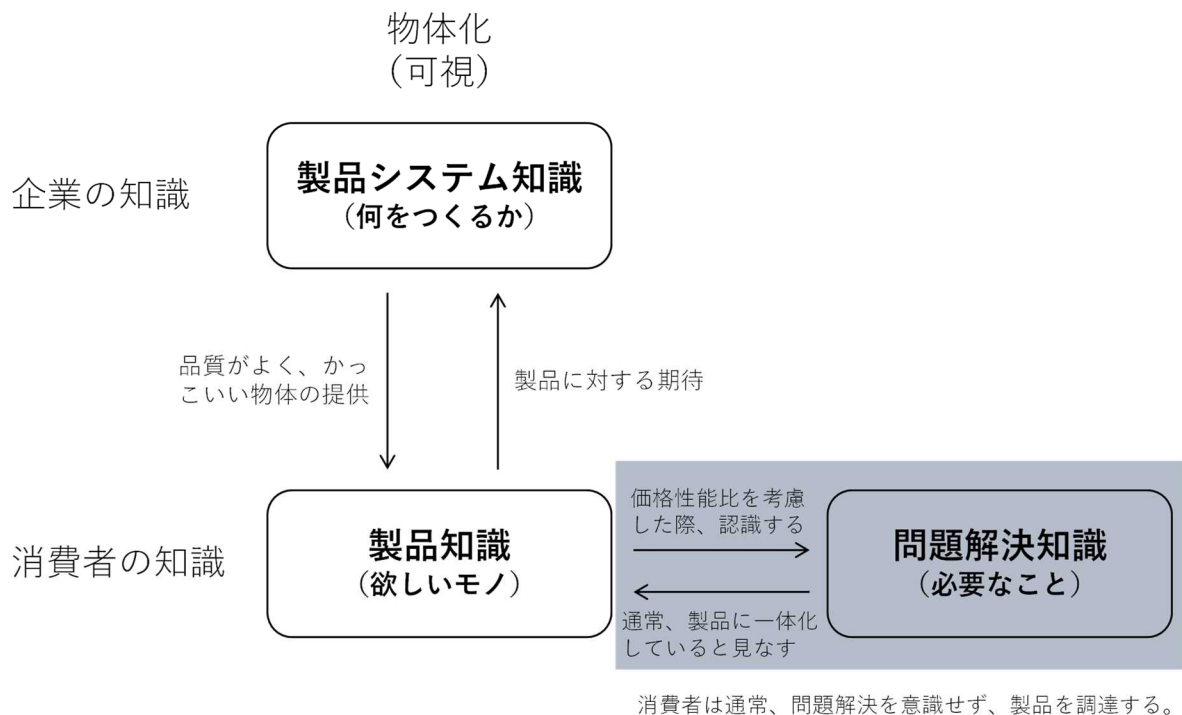 物体化
（可視）
企業の知識
製品システム知識
（何をつくるか）
品質がよく、かっ
こいい物体の提供
製品に対する期待
消費者の知識
製品知識
（欲しいモノ）
価格性能比を考慮
した際、認識する
通常、製品に一体化
していると見なす
問題解決知識
（必要なこと）
消費者は通常、問題解決を意識せず、製品を調達する。